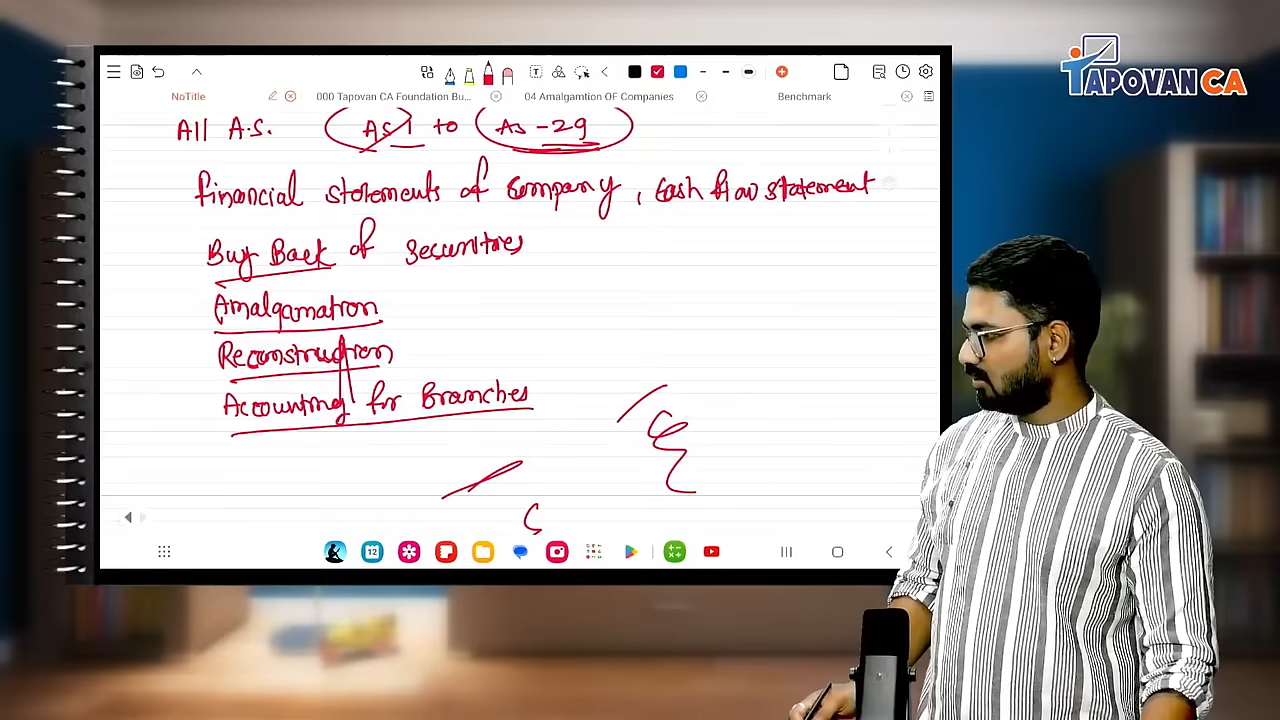 TAPOVAN CA
NoTitle
000 Tapovan CA Foundation Bu...
04 Amalgamtion OF Companies
Benchmark
All A.S. (AS 1 to (AS -29)
financial statements of Company, Cash flow statement
Buy Back of securities
Amalgamation
Reconstruction
Accounting for Branches
12